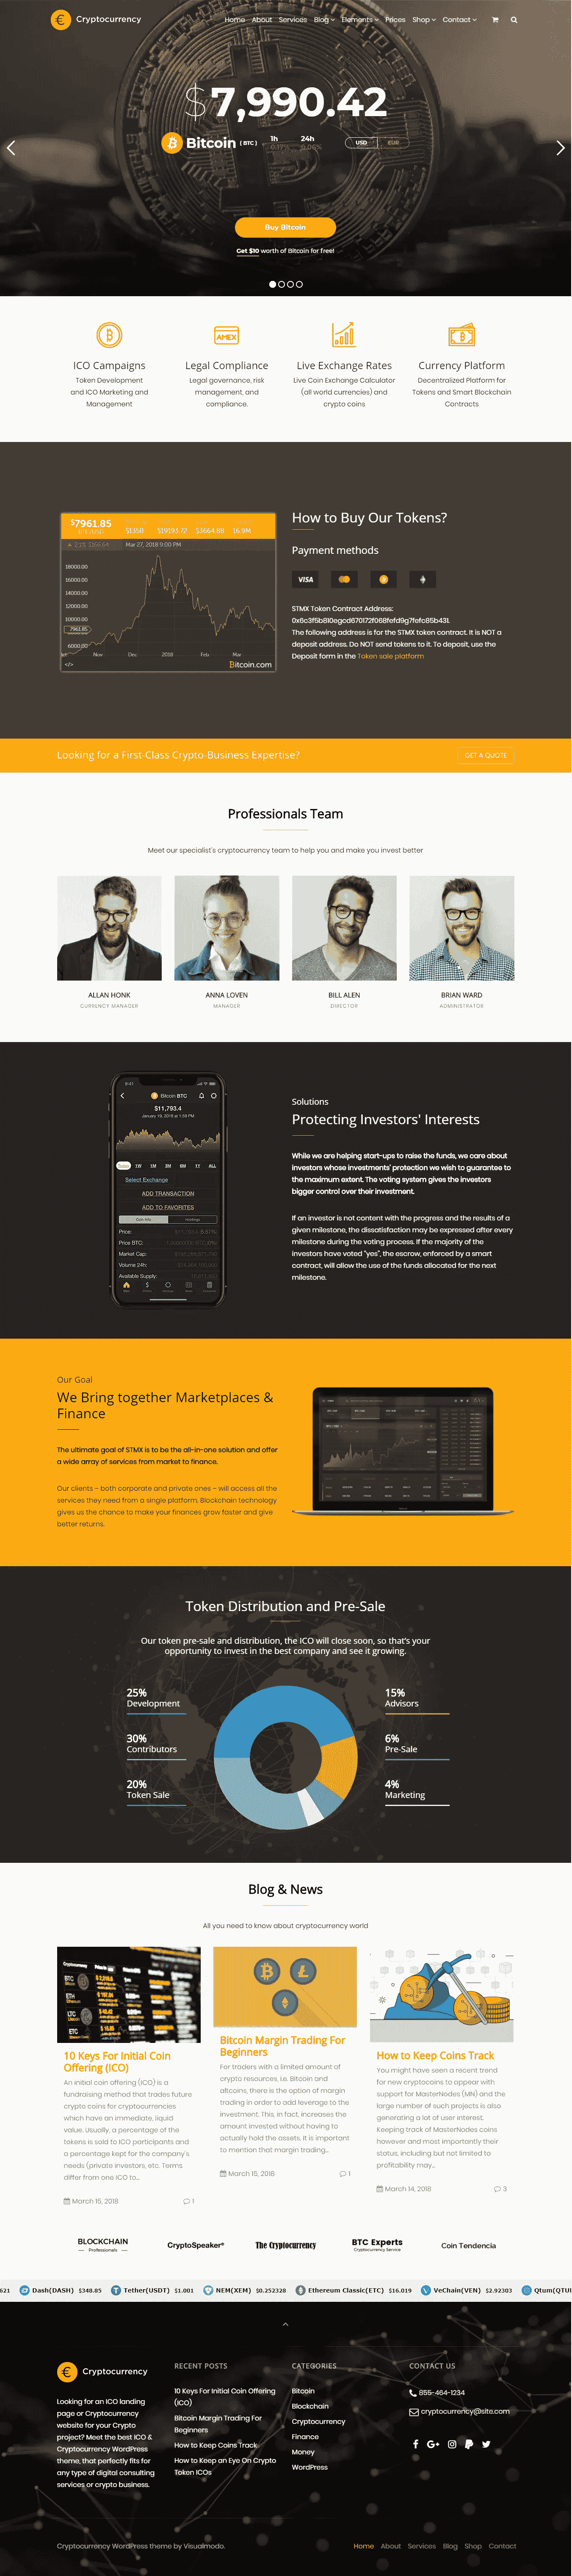 Cryptocurrency
Home About Services Blog Elements Prices Shop Contact
$7,990.42
Bitcoin (BTC) 1h 24h USD EUR
Buy Bitcoin
Get $10 worth of Bitcoin for free!
AMEX
ICO Campaigns
Token Development
and ICO Marketing and
Management
Legal Compliance
Legal governance, risk
management, and
compliance.
Live Exchange Rates
Live Coin Exchange Calculator
(all world currencies) and
crypto coins
Currency Platform
Decentralized Platform for
Tokens and Smart Blockchain
Contracts
$7961.85
$135B $19191.72 $3664.88 16.9M
Mar 27, 2018 9:00 PM
18000.00
16000.00
14000.00
12000.00
10000.00
7961.85
6000.00
Nov Dec 2018 Feb Mar
</> Bitcoin.com
How to Buy Our Tokens?
Payment methods
VISA
STMX Token Contract Address:
The following address is for the STMX token contract. It is NOT a
deposit address. Do NOT send tokens to it. To deposit, use the
Deposit form in the Token sale platform
Looking for a First-Class Crypto-Business Expertise?
GET A QUOTE
Professionals Team
Meet our specialist's cryptocurrency team to help you and make you invest better
ALLAN HONK
CURRENCY MANAGER
ANNA LOVEN
MANAGER
BILL ALEN
DIRECTOR
BRIAN WARD
ADMINISTRATOR
9:41
Bitcoin BTC
$11,793.4
January 19, 2018 at 1:59 PM
1W 1M 3M 6M 1Y ALL
Select Exchange
ADD TRANSACTION
ADD TO FAVORITES
Coin Info Holdings
Price:
Price BTC:
Market Cap:
Volume 24h:
Available Supply:
Solutions
Protecting Investors' Interests
While we are helping start-ups to raise the funds, we care about
investors whose investments' protection we wish to guarantee to
the maximum extent. The voting system gives the investors
bigger control over their investment.
If an investor is not content with the progress and the results of a
given milestone, the dissatisfaction may be expressed after every
milestone during the voting process. If the majority of the
investors have voted "yes", the escrow, enforced by a smart
contract, will allow the use of the funds allocated for the next
milestone.
Our Goal
We Bring together Marketplaces &
Finance
The ultimate goal of STMX is to be the all-in-one solution and offer
a wide array of services from market to finance.
Our clients – both corporate and private ones – will access all the
services they need from a single platform. Blockchain technology
gives us the chance to make your finances grow faster and give
better returns.
Token Distribution and Pre-Sale
Our token pre-sale and distribution, the ICO will close soon, so that's your
opportunity to invest in the best company and see it growing.
25%
Development
30%
Contributors
20%
Token Sale
15%
Advisors
6%
Pre-Sale
4%
Marketing
Blog & News
All you need to know about cryptocurrency world
10 Keys For Initial Coin
Offering (ICO)
An initial coin offering (ICO) is a
fundraising method that trades future
crypto coins for cryptocurrencies
which have an immediate, liquid
value. Usually, a percentage of the
tokens is sold to ICO participants and
a percentage kept for the company's
needs (private investors, etc. Terms
differ from one ICO to...
March 15, 2018 1
Bitcoin Margin Trading For
Beginners
For traders with a limited amount of
crypto resources, i.e. Bitcoin and
altcoins, there is the option of margin
trading in order to add leverage to the
investment. This, in fact, increases the
amount invested without having to
actually hold the assets. It is important
to mention that margin trading...
March 15, 2018 1
How to Keep Coins Track
You might have seen a recent trend
for new cryptocoins to appear with
support for MasterNodes (MN) and the
large number of such projects is also
generating a lot of user interest.
Keeping track of MasterNodes coins
however and most importantly their
status, including but not limited to
profitability may...
March 14, 2018 3
BLOCKCHAIN
Professionals
CryptoSpeaker*
The Cryptocurrency
BTC Experts
Cryptocurrency Service
Coin Tendencia
621 Dash(DASH) $348.85 Tether(USDT) $1.001 NEM(XEM) $0.252328 Ethereum Classic(ETC) $16.019 VeChain(VEN) $2.92303 Qtum(QTU
Cryptocurrency
Looking for an ICO landing
page or Cryptocurrency
website for your Crypto
project? Meet the best ICO &
Cryptocurrency WordPress
theme, that perfectly fits for
any type of digital consulting
services or crypto business.
RECENT POSTS
10 Keys For Initial Coin Offering
(ICO)
Bitcoin Margin Trading For
Beginners
How to Keep Coins Track
How to Keep an Eye On Crypto
Token ICOs
CATEGORIES
Bitcoin
Blockchain
Cryptocurrency
Finance
Money
WordPress
CONTACT US
855-464-1234
cryptocurrency@site.com
Cryptocurrency WordPress theme by Visualmodo.
Home About Services Blog Shop Contact